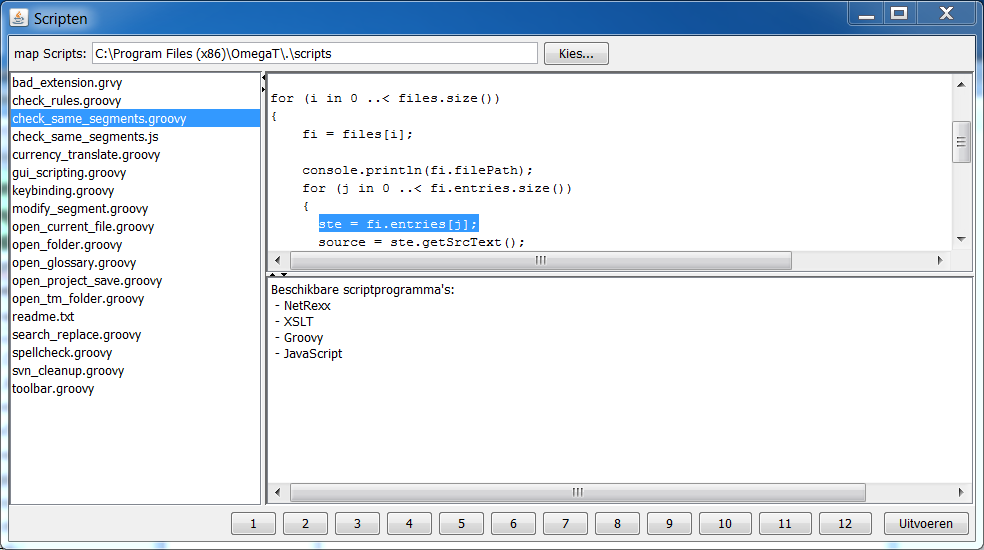 Scripten
map Scripts: C:\Program Files (x86)\OmegaT\.\scripts Kies...
bad_extension.grvy
check_rules.groovy
check_same_segments.groovy
check_same_segments.js
currency_translate.groovy
gui_scripting.groovy
keybinding.groovy
modify_segment.groovy
open_current_file.groovy
open_folder.groovy
open_glossary.groovy
open_project_save.groovy
open_tm_folder.groovy
readme.txt
search_replace.groovy
spellcheck.groovy
svn_cleanup.groovy
toolbar.groovy
for (i in 0 ..< files.size())
{
    fi = files[i];
    console.println(fi.filePath);
    for (j in 0 ..< fi.entries.size())
    {
      ste = fi.entries[j];
      source = ste.getSrcText();
Beschikbare scriptprogramma's:
- NetRexx
- XSLT
- Groovy
- JavaScript
1 2 3 4 5 6 7 8 9 10 11 12 Uitvoeren